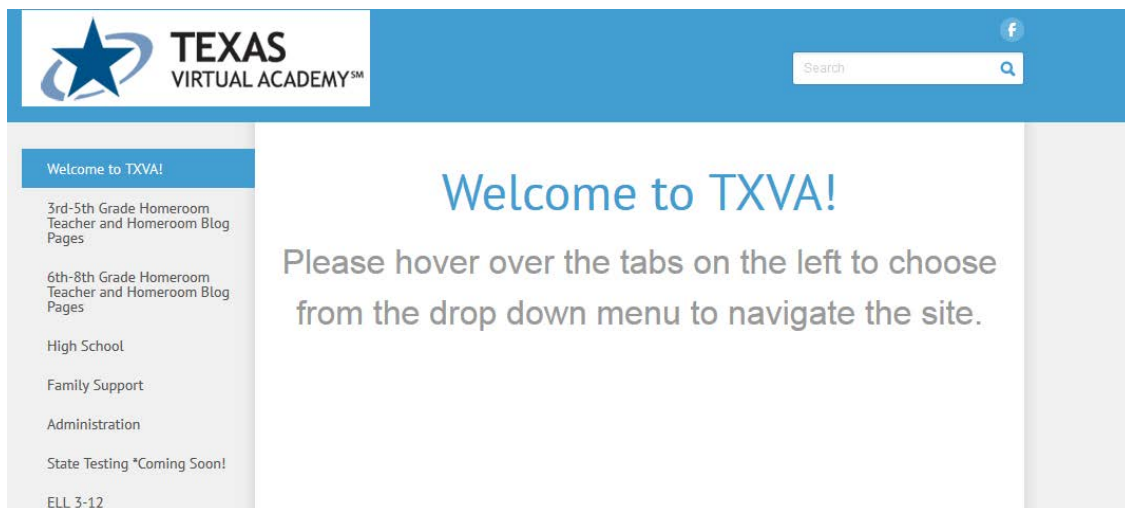 TEXAS
VIRTUAL ACADEMY SM
f
Search
Welcome to TXVA!
3rd-5th Grade Homeroom
Teacher and Homeroom Blog
Pages
6th-8th Grade Homeroom
Teacher and Homeroom Blog
Pages
High School
Family Support
Administration
State Testing *Coming Soon!
ELL 3-12
Welcome to TXVA!
Please hover over the tabs on the left to choose
from the drop down menu to navigate the site.